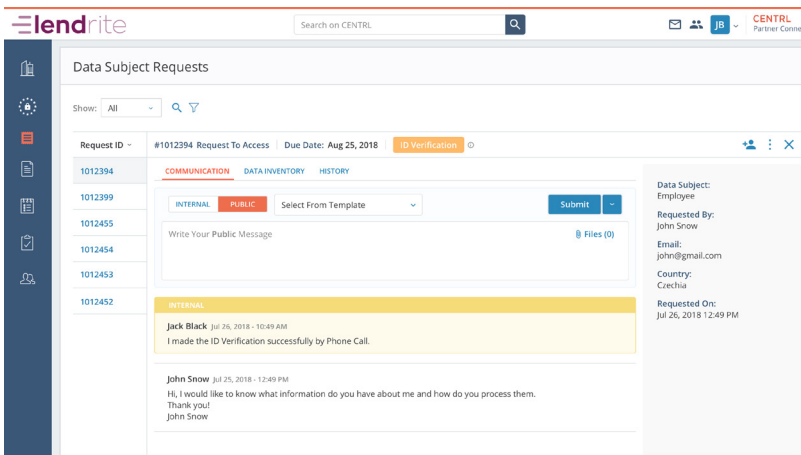 lendrite
Search on CENTRL
JB
CENTRL
Partner Conne
Data Subject Requests
Show:
All
Request ID
#1012394 Request To Access
Due Date: Aug 25, 2018
ID Verification
1012394
1012399
1012455
1012454
1012453
1012452
COMMUNICATION
DATA INVENTORY
HISTORY
INTERNAL
PUBLIC
Select From Template
Submit
Write Your Public Message
Files (0)
INTERNAL
Jack Black Jul 26, 2018 - 10:49 AM
I made the ID Verification successfully by Phone Call.
John Snow Jul 25, 2018 - 12:49 PM
Hi, I would like to know what information do you have about me and how do you process them.
Thank you!
John Snow
Data Subject:
Employee
Requested By:
John Snow
Email:
john@gmail.com
Country:
Czechia
Requested On:
Jul 26, 2018 12:49 PM